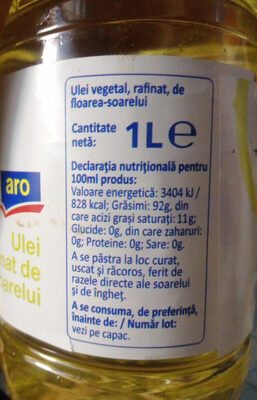 Ulei vegetal, rafinat, de
floarea-soarelui
Cantitate
netă: 1L℮
Declarația nutrițională pentru
100ml produs:
Valoare energetică: 3404 kJ /
828 kcal; Grăsimi: 92g, din
care acizi grași saturați: 11g;
Glucide: 0g, din care zaharuri:
0g; Proteine: 0g; Sare: 0g.
A se păstra la loc curat,
uscat și răcoros, ferit de
razele directe ale soarelui
și de îngheț.
A se consuma, de preferință,
înainte de: / Număr lot:
vezi pe capac.
aro
Ulei
nat de
oarelui